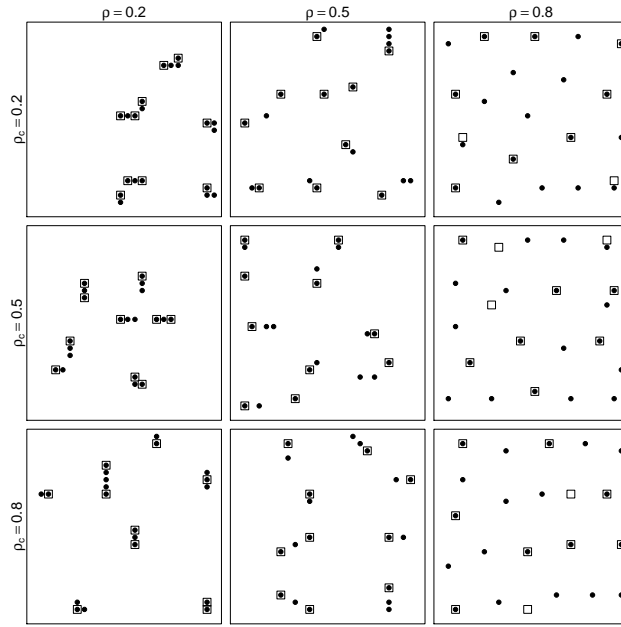 ρ = 0.2 ρ = 0.5 ρ = 0.8
ρc = 0.2
ρc = 0.5
ρc = 0.8